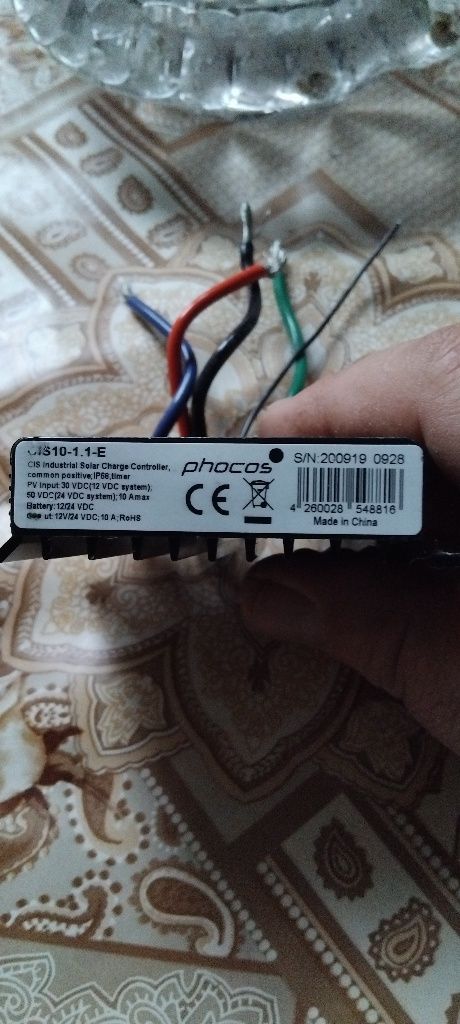 CIS10-1.1-E
CIS Industrial Solar Charge Controller,
common positive;IP68,timer
PV Input: 30 VDC(12 VDC system);
50 VDC(24 VDC system);10 Amax
Battery:12/24 VDC
ut:12V/24 VDC;10 A;RoHS
phocos
CE
S/N:200919 0928
4 260028 548816
Made in China